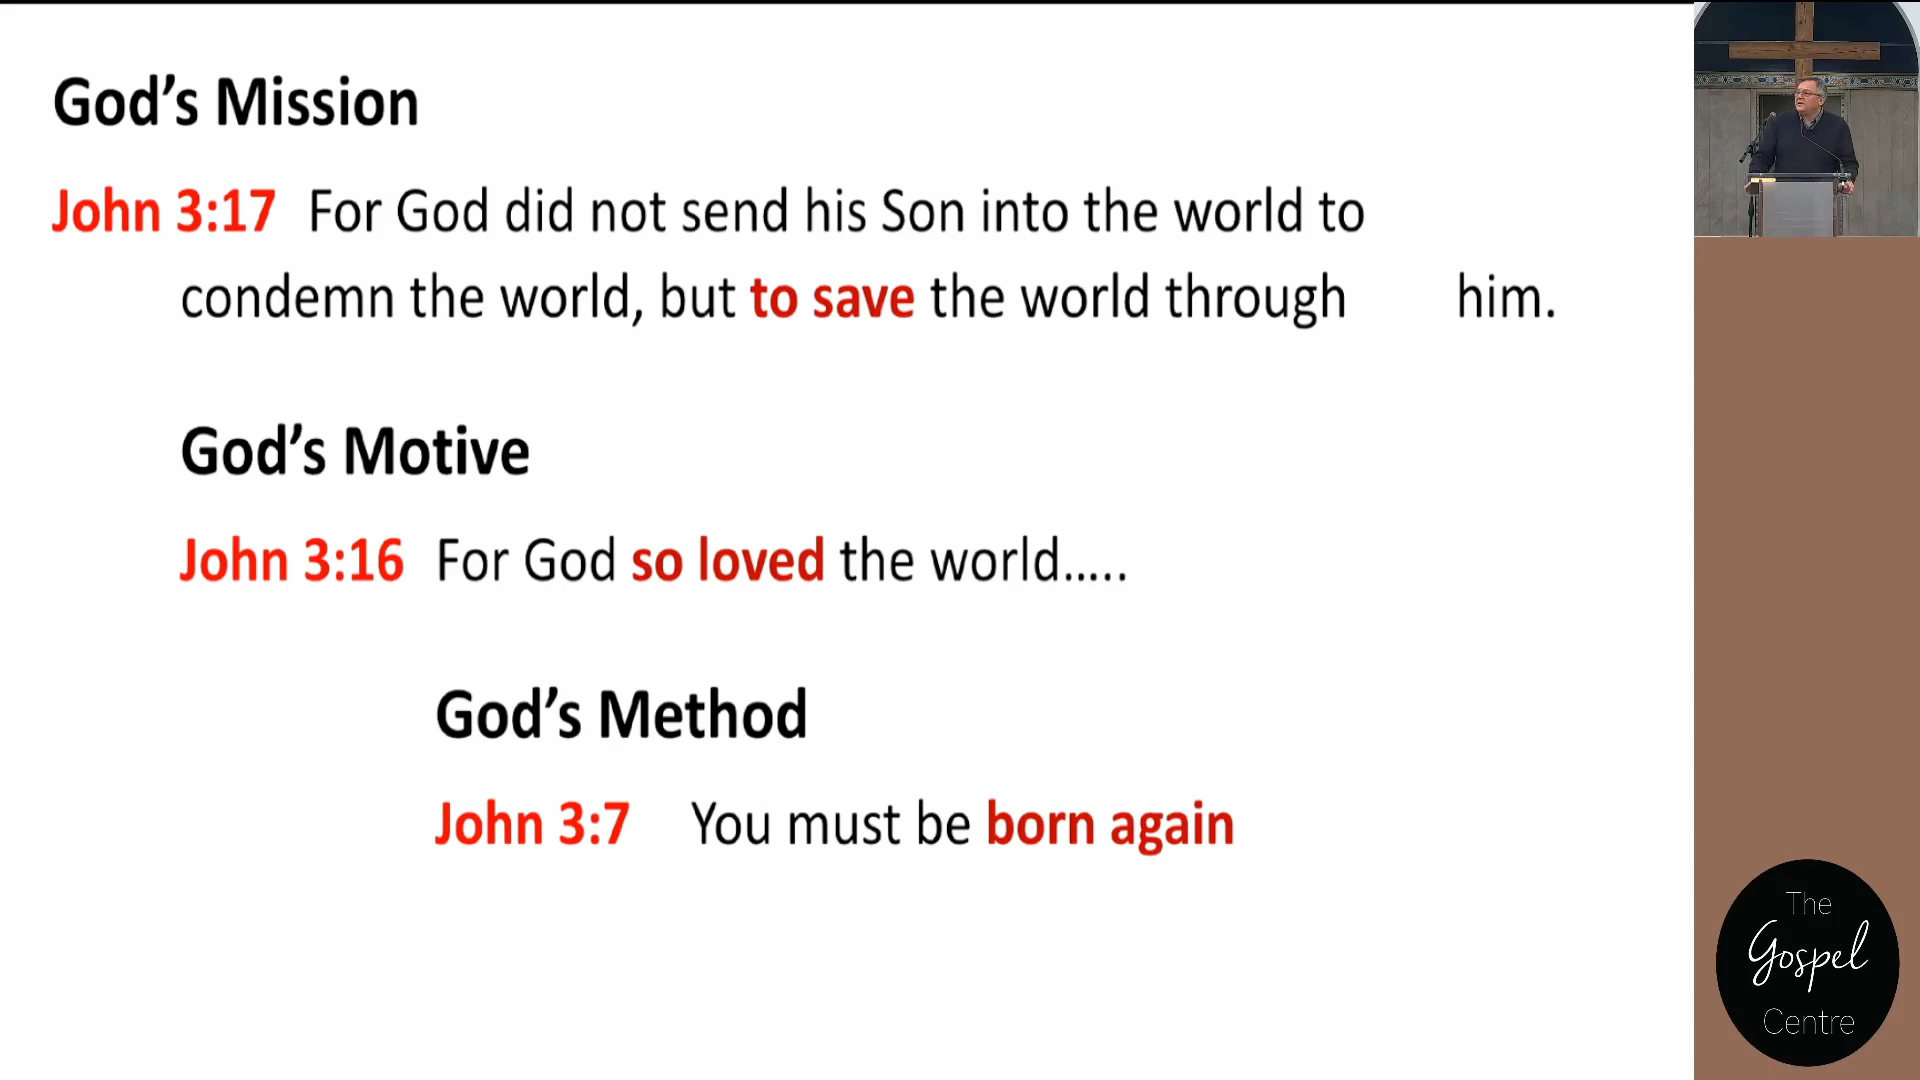 God’s Mission
John 3:17 For God did not send his Son into the world to
condemn the world, but to save the world through him.
God’s Motive
John 3:16 For God so loved the world.....
God’s Method
John 3:7 You must be born again
The
Gospel
Centre